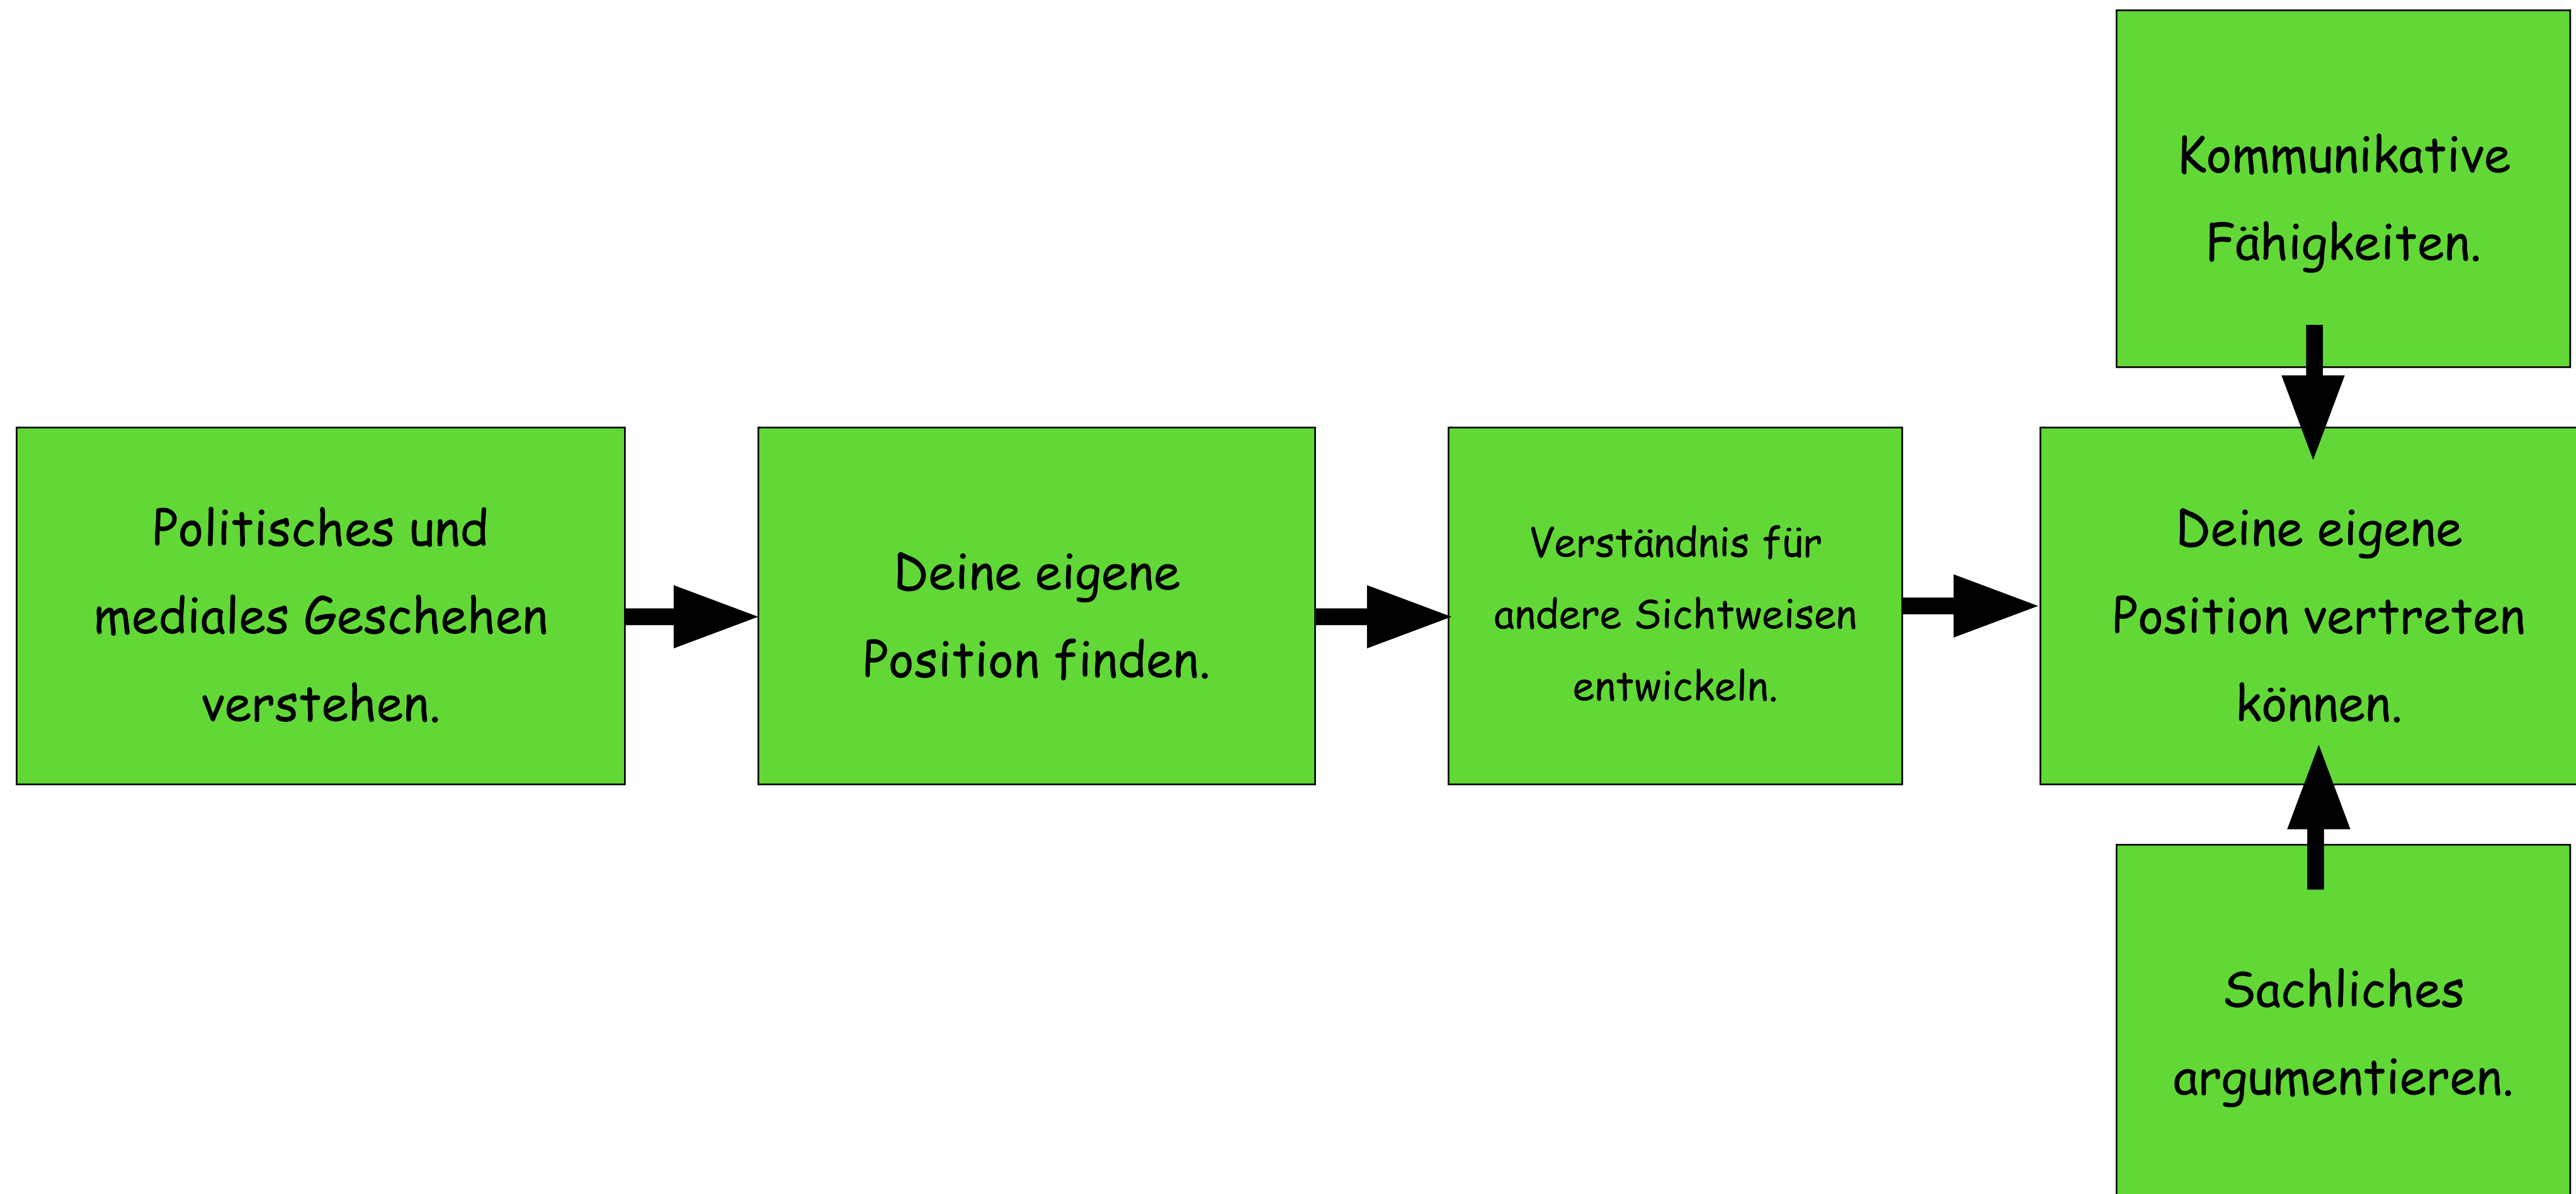 Kommunikative
Fähigkeiten.
Politisches und
mediales Geschehen
verstehen.
Deine eigene
Position finden.
Verständnis für
andere Sichtweisen
entwickeln.
Deine eigene
Position vertreten
können.
Sachliches
argumentieren.